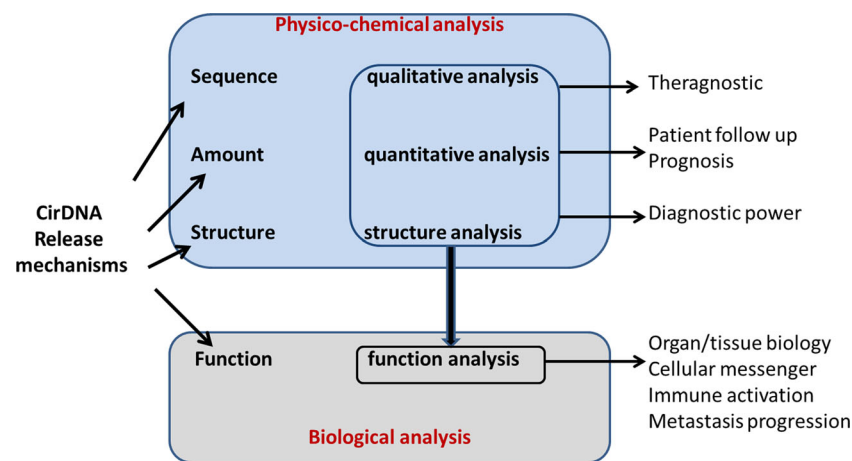 Physico-chemical analysis
Sequence
qualitative analysis
Theragnostic
Amount
quantitative analysis
Patient follow up
Prognosis
CirDNA
Release
mechanisms
Structure
structure analysis
Diagnostic power
Function
function analysis
Organ/tissue biology
Cellular messenger
Immune activation
Metastasis progression
Biological analysis